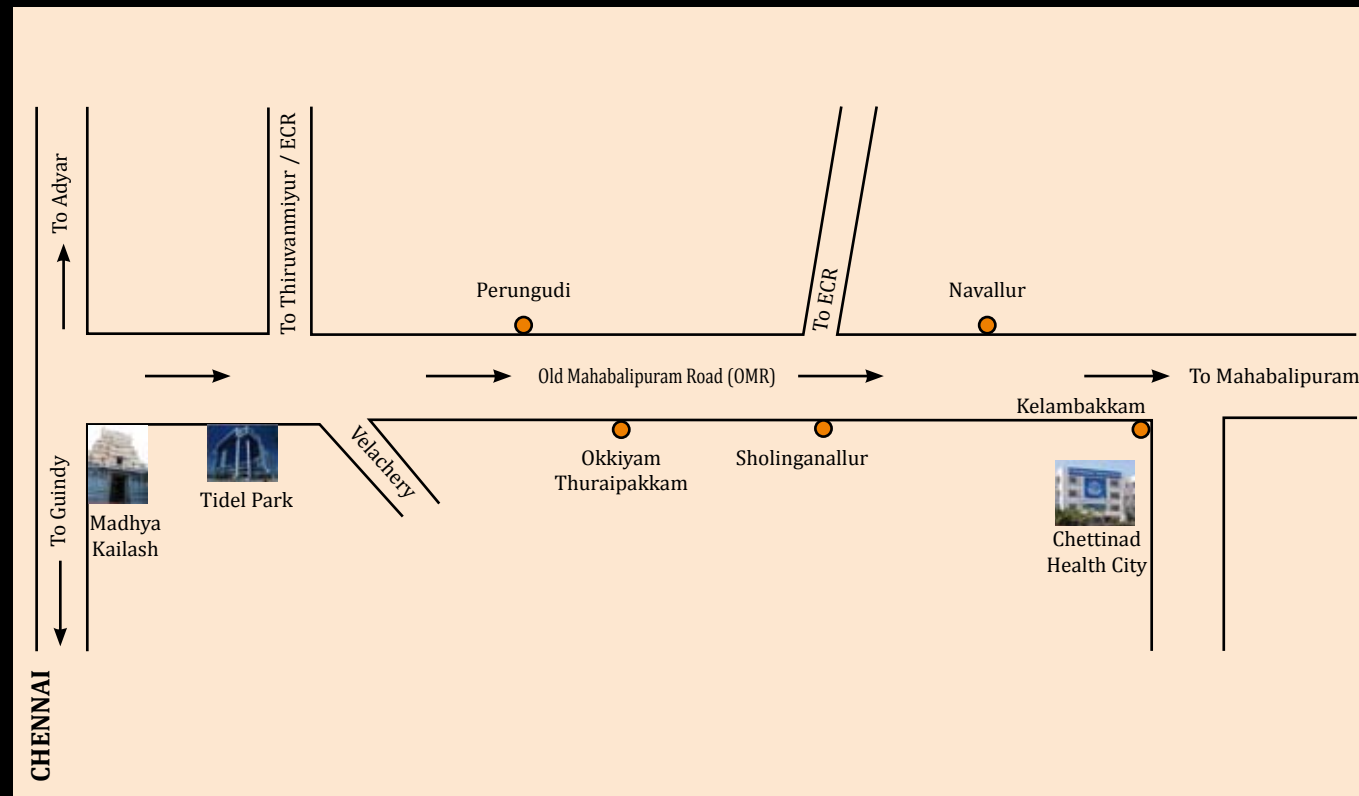 To Adyar
To Thiruvanmiyur / ECR
To ECR
Perungudi
Navallur
Old Mahabalipuram Road (OMR)
To Mahabalipuram
Kelambakkam
Velachery
Okkiyam
Thuraipakkam
Sholinganallur
Tidel Park
Madhya
Kailash
Chettinad
Health City
To Guindy
CHENNAI